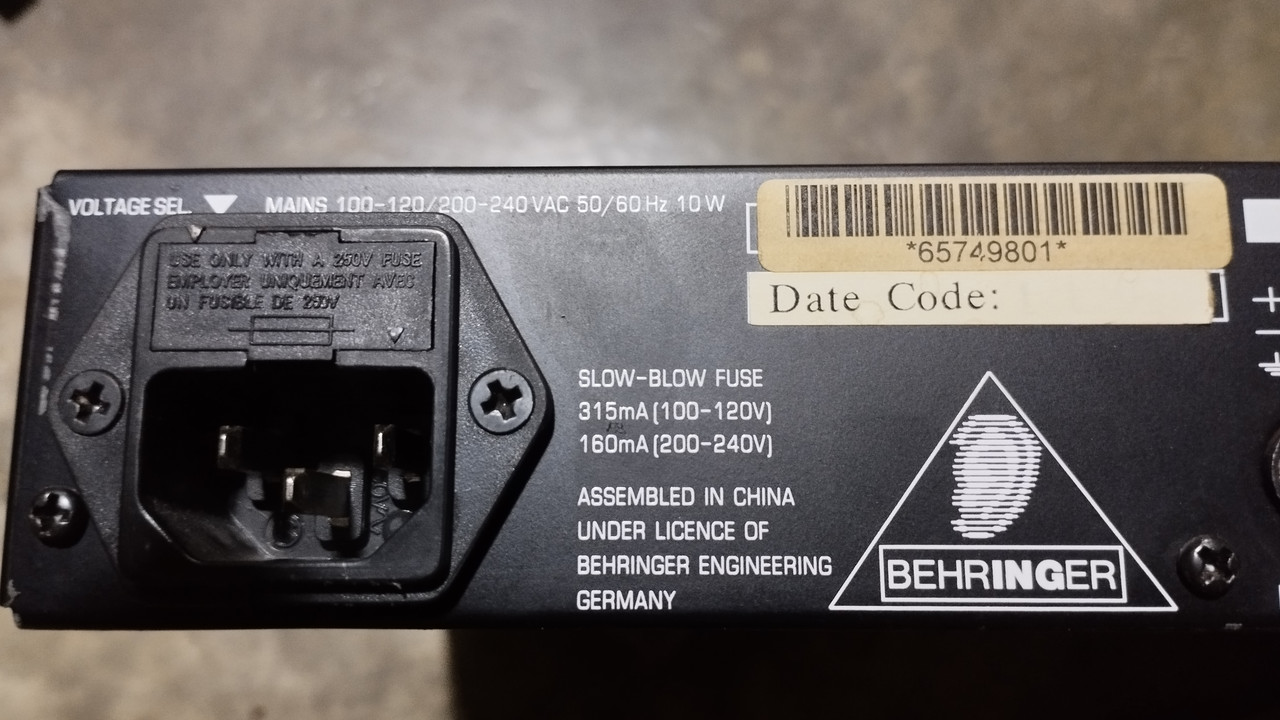 VOLTAGE SEL.
MAINS 100-120/200-240 VAC 50/60 Hz 10 W
USE ONLY WITH A 250V FUSE
EMPLOYER UNIQUEMENT AVEC
UN FUSIBLE DE 250V
*65749801*
Date Code:
SLOW-BLOW FUSE
315mA (100-120V)
160mA (200-240V)
ASSEMBLED IN CHINA
UNDER LICENCE OF
BEHRINGER ENGINEERING
GERMANY
BEHRINGER